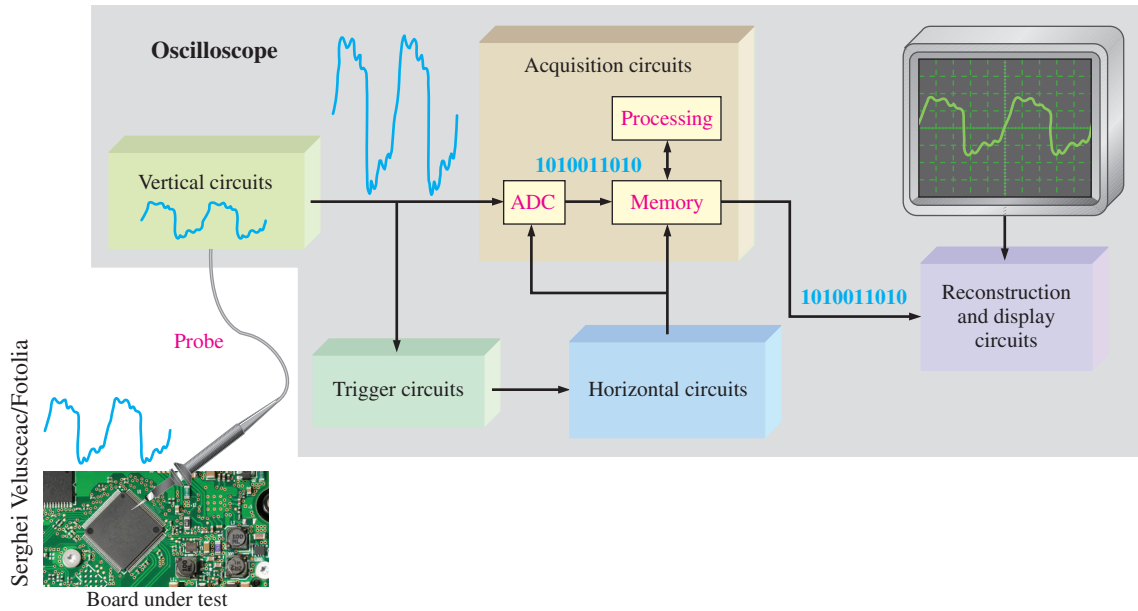 Oscilloscope
Acquisition circuits
Processing
1010011010
Vertical circuits
ADC
Memory
1010011010
Reconstruction
and display
circuits
Probe
Trigger circuits
Horizontal circuits
Serghei Velusceac/Fotolia
Board under test